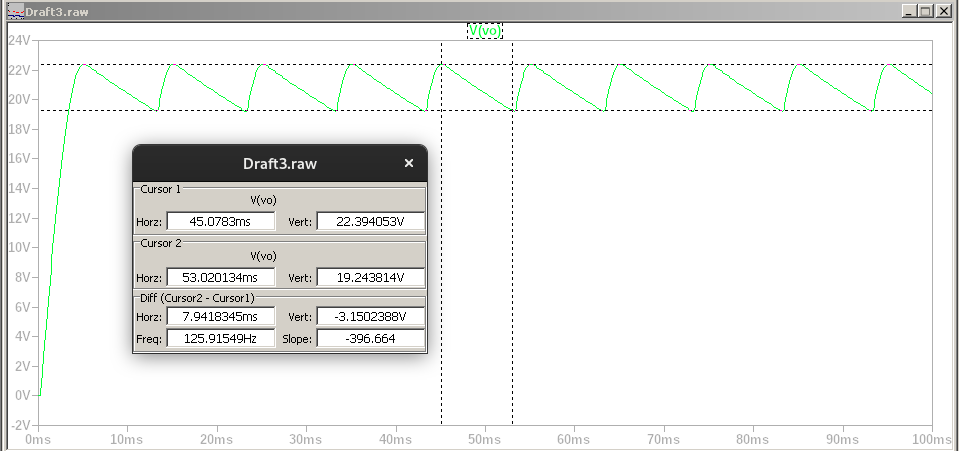 Draft3.raw
V(vo)
24V
22V
20V
18V
16V
14V
12V
10V
8V
6V
4V
2V
0V
-2V
0ms 10ms 20ms 30ms 40ms 50ms 60ms 70ms 80ms 90ms 100ms
Draft3.raw ×
Cursor 1
V(vo)
Horz: 45.0783ms Vert: 22.394053V
Cursor 2
V(vo)
Horz: 53.020134ms Vert: 19.243814V
Diff (Cursor2 - Cursor1)
Horz: 7.9418345ms Vert: -3.1502388V
Freq: 125.91549Hz Slope: -396.664